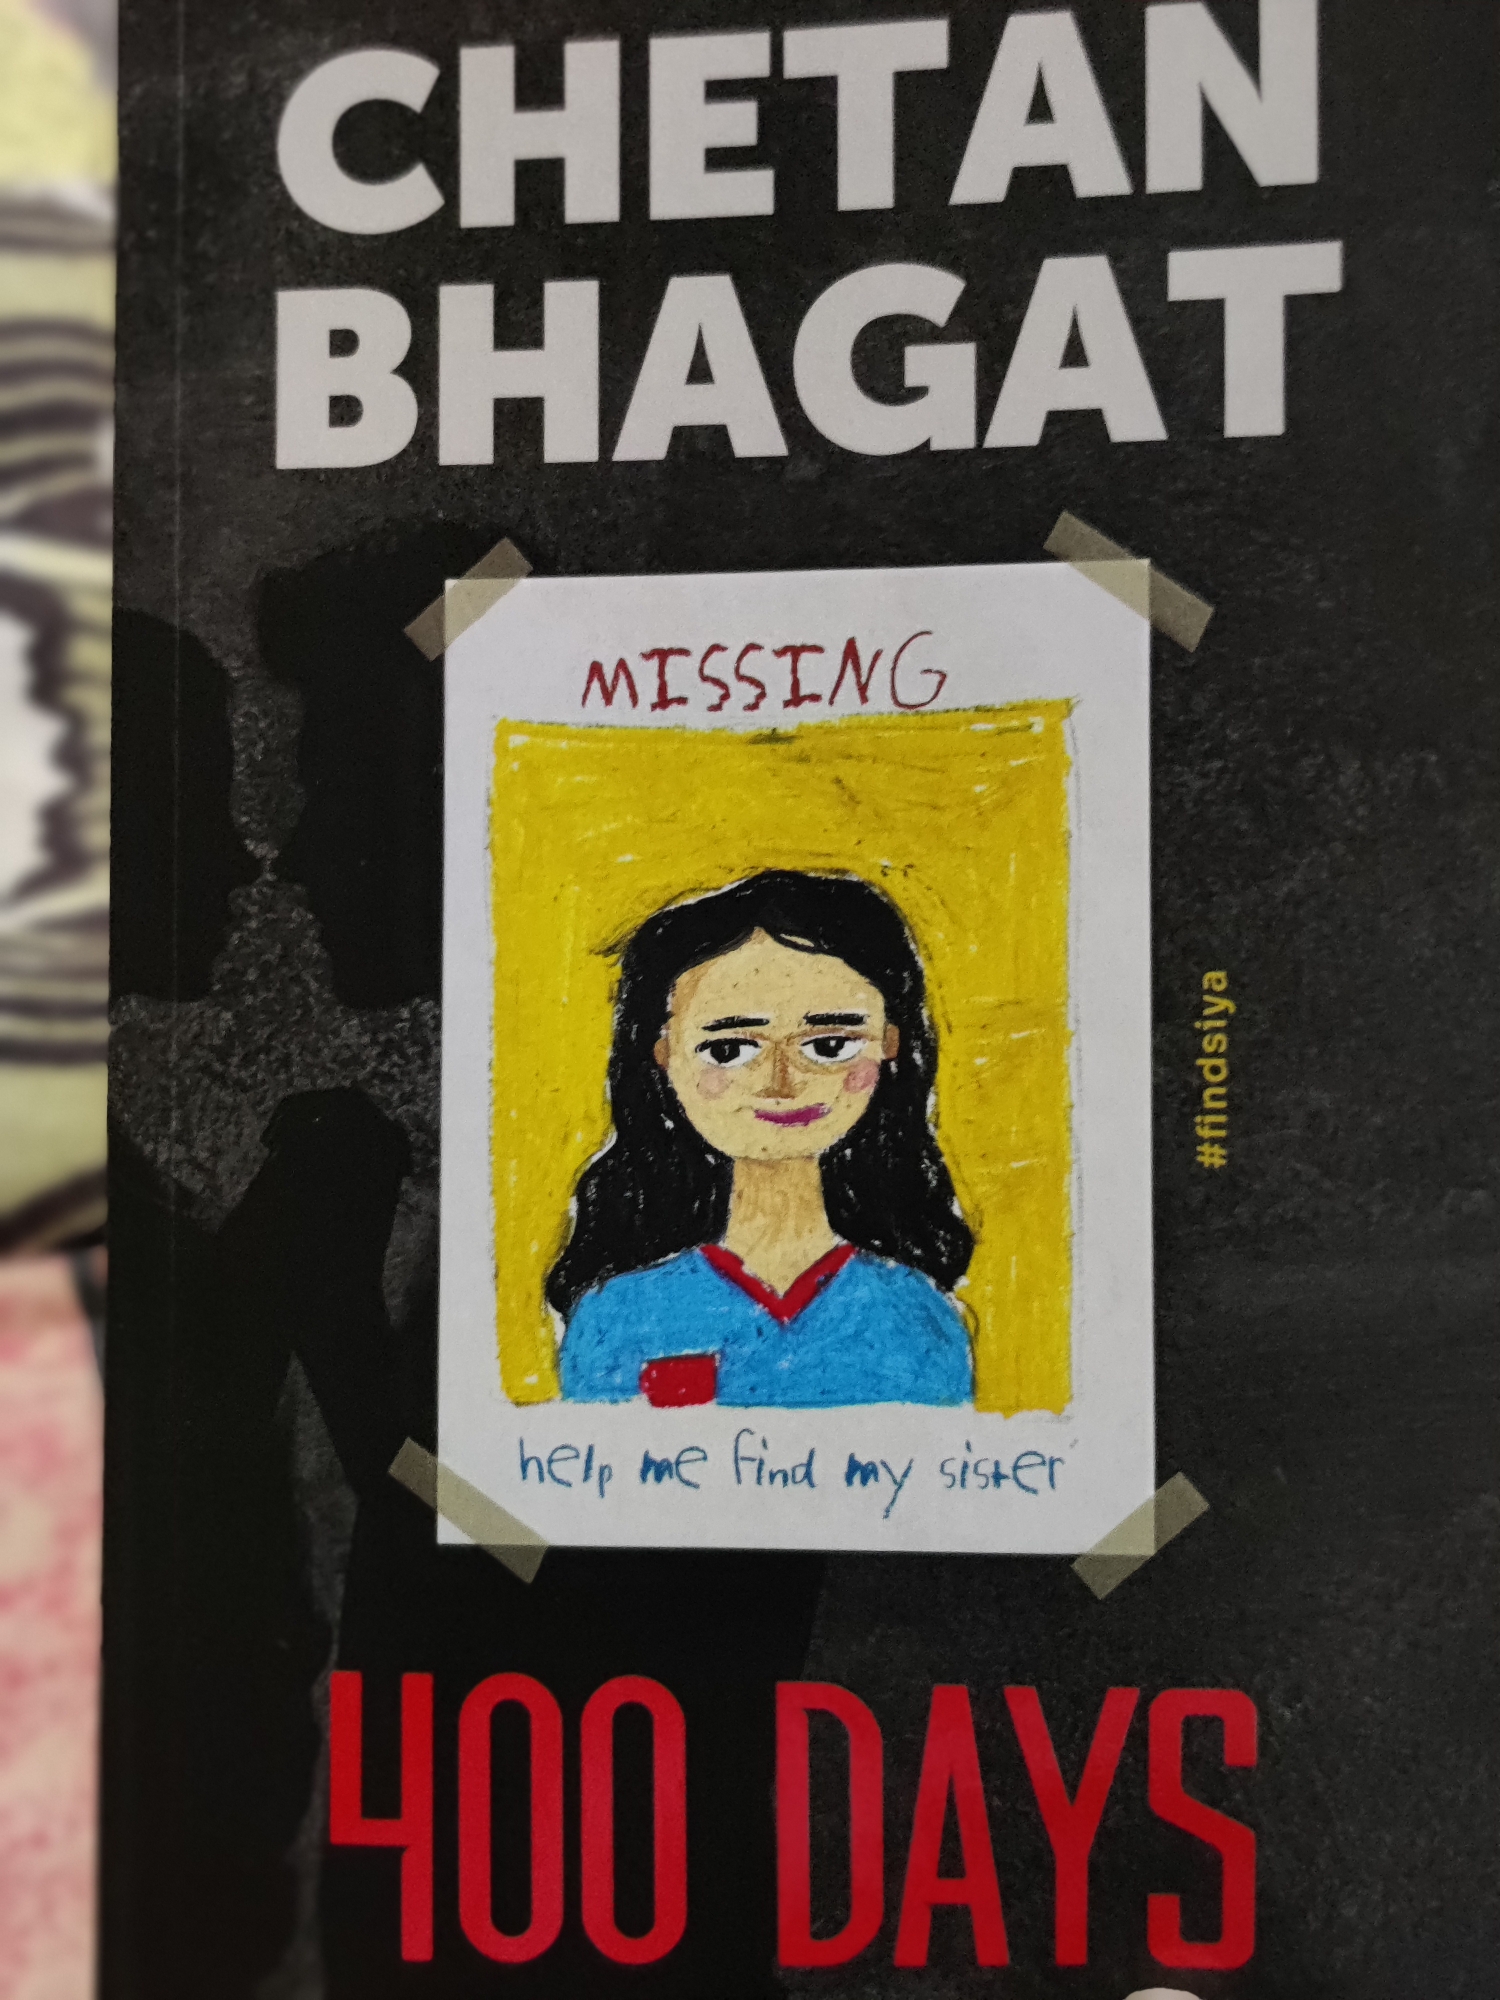 CHETAN
BHAGAT
MISSING
help me find my sister
#findsiya
400 DAYS